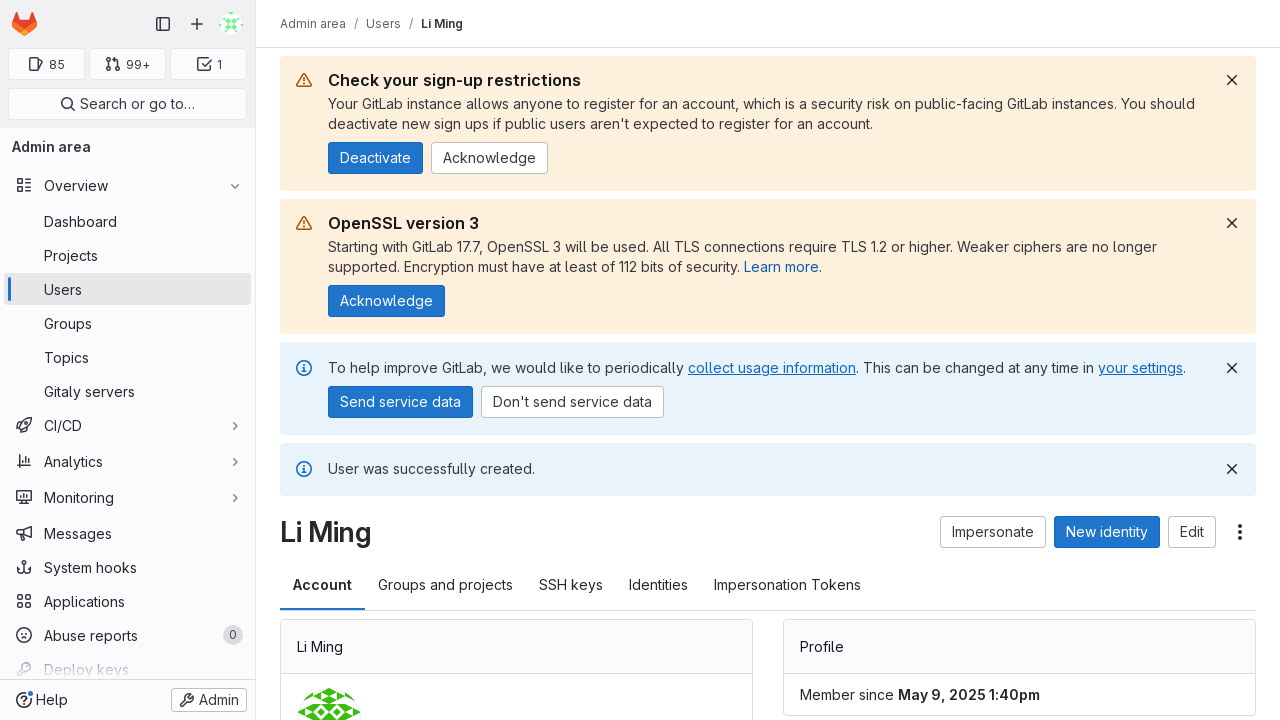 Admin area / Users / Li Ming
85
99+
1
Search or go to…
Admin area
Overview
Dashboard
Projects
Users
Groups
Topics
Gitaly servers
CI/CD
Analytics
Monitoring
Messages
System hooks
Applications
Abuse reports 0
Deploy keys
Help
Admin
Check your sign-up restrictions
Your GitLab instance allows anyone to register for an account, which is a security risk on public-facing GitLab instances. You should
deactivate new sign ups if public users aren't expected to register for an account.
Deactivate
Acknowledge
OpenSSL version 3
Starting with GitLab 17.7, OpenSSL 3 will be used. All TLS connections require TLS 1.2 or higher. Weaker ciphers are no longer
supported. Encryption must have at least of 112 bits of security. Learn more.
Acknowledge
To help improve GitLab, we would like to periodically collect usage information. This can be changed at any time in your settings.
Send service data
Don't send service data
User was successfully created.
Li Ming
Impersonate
New identity
Edit
Account
Groups and projects
SSH keys
Identities
Impersonation Tokens
Li Ming
Profile
Member since May 9, 2025 1:40pm